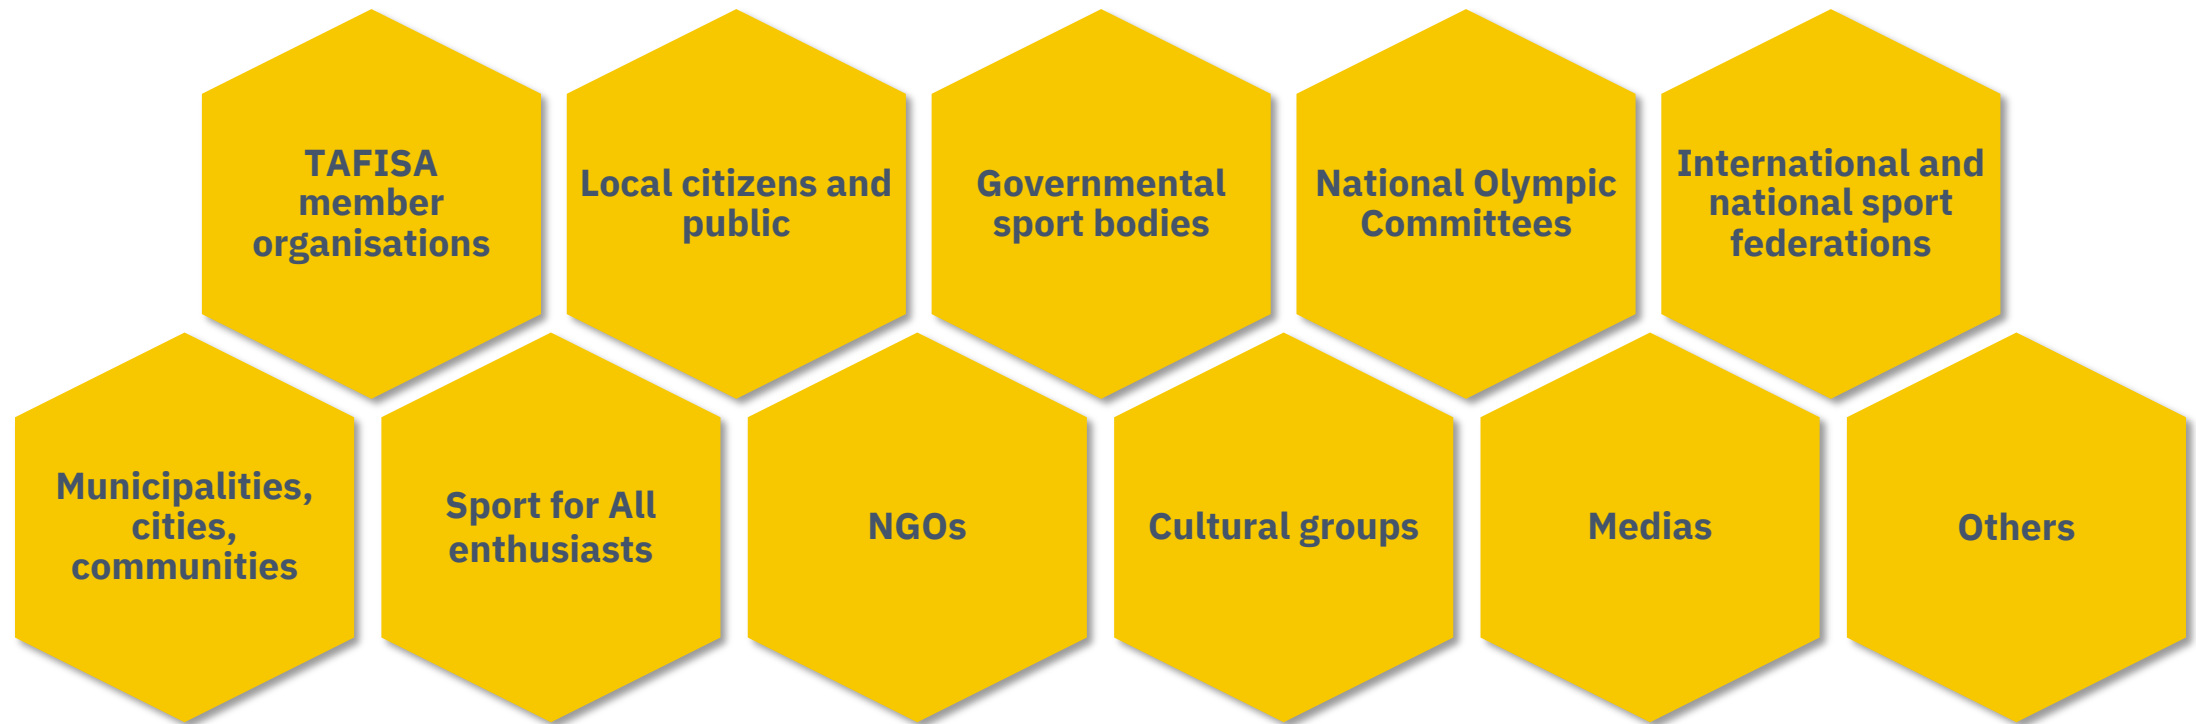 TAFISA
member
organisations
Local citizens and
public
Governmental
sport bodies
National Olympic
Committees
International and
national sport
federations
Municipalities,
cities,
communities
Sport for All
enthusiasts
NGOs
Cultural groups
Medias
Others